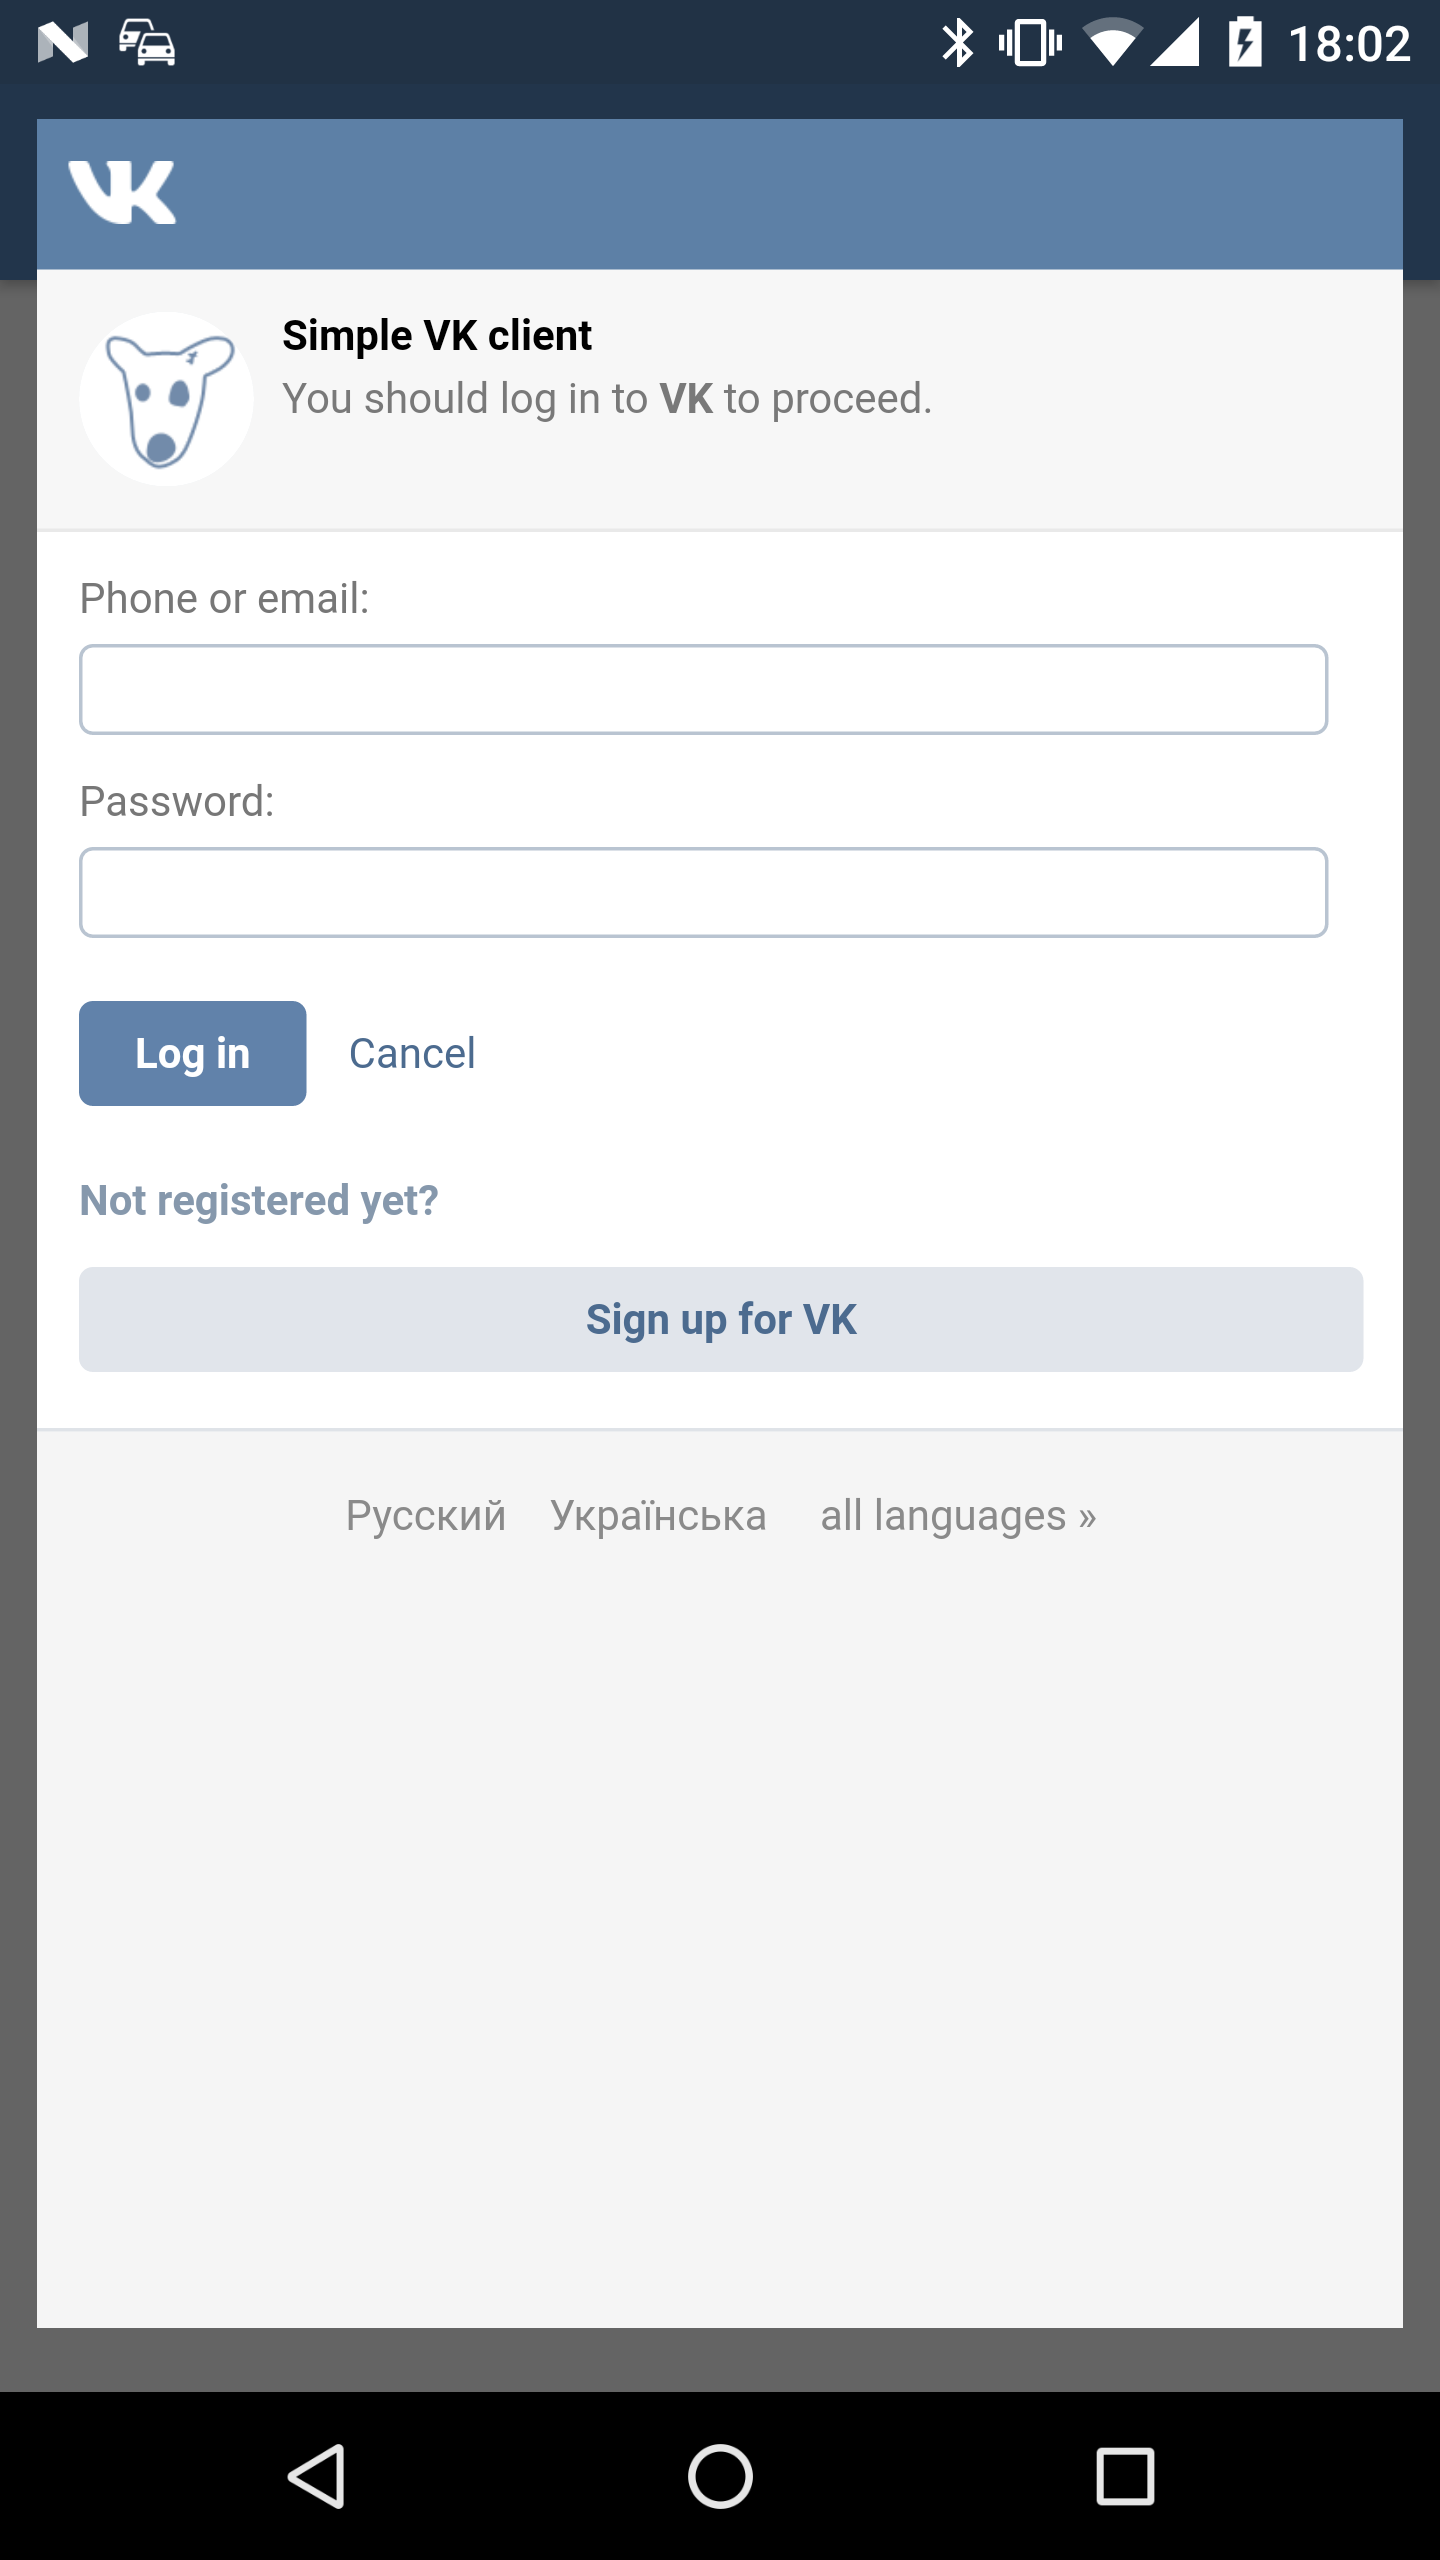 18:02
VK
Simple VK client
You should log in to VK to proceed.
Phone or email:
Password:
Log in Cancel
Not registered yet?
Sign up for VK
Русский Українська all languages »